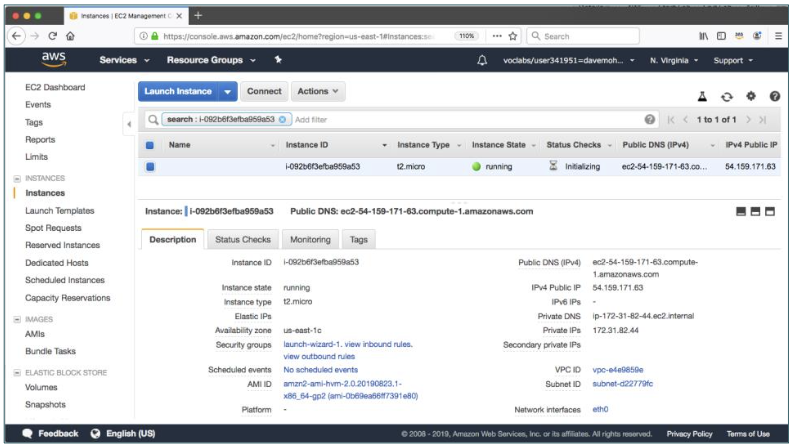 Instances | EC2 Management C
https://console.aws.amazon.com/ec2/home?region=us-east-1#Instances:se
110%
Search
aws
Services
Resource Groups
voclabs/user341951=davemoh...
N. Virginia
Support
EC2 Dashboard
Events
Tags
Reports
Limits
INSTANCES
Instances
Launch Templates
Spot Requests
Reserved Instances
Dedicated Hosts
Scheduled Instances
Capacity Reservations
IMAGES
AMIs
Bundle Tasks
ELASTIC BLOCK STORE
Volumes
Snapshots
Launch Instance
Connect
Actions
search : i-092b6f3efba959a53
Add filter
1 to 1 of 1
Name Instance ID Instance Type Instance State Status Checks Public DNS (IPv4) IPv4 Public IP
i-092b6f3efba959a53 t2.micro running Initializing ec2-54-159-171-63.co... 54.159.171.63
Instance: i-092b6f3efba959a53 Public DNS: ec2-54-159-171-63.compute-1.amazonaws.com
Description Status Checks Monitoring Tags
Instance ID i-092b6f3efba959a53
Instance state running
Instance type t2.micro
Elastic IPs
Availability zone us-east-1c
Security groups launch-wizard-1. view inbound rules.
view outbound rules
Scheduled events No scheduled events
AMI ID amzn2-ami-hvm-2.0.20190823.1-
x86_64-gp2 (ami-0b69ea66ff7391e80)
Platform -
Public DNS (IPv4) ec2-54-159-171-63.compute-
1.amazonaws.com
IPv4 Public IP 54.159.171.63
IPv6 IPs -
Private DNS ip-172-31-82-44.ec2.internal
Private IPs 172.31.82.44
Secondary private IPs
VPC ID vpc-e4e9859e
Subnet ID subnet-d22779fc
Network interfaces eth0
Feedback
English (US)
© 2008 - 2019, Amazon Web Services, Inc. or its affiliates. All rights reserved.
Privacy Policy
Terms of Use